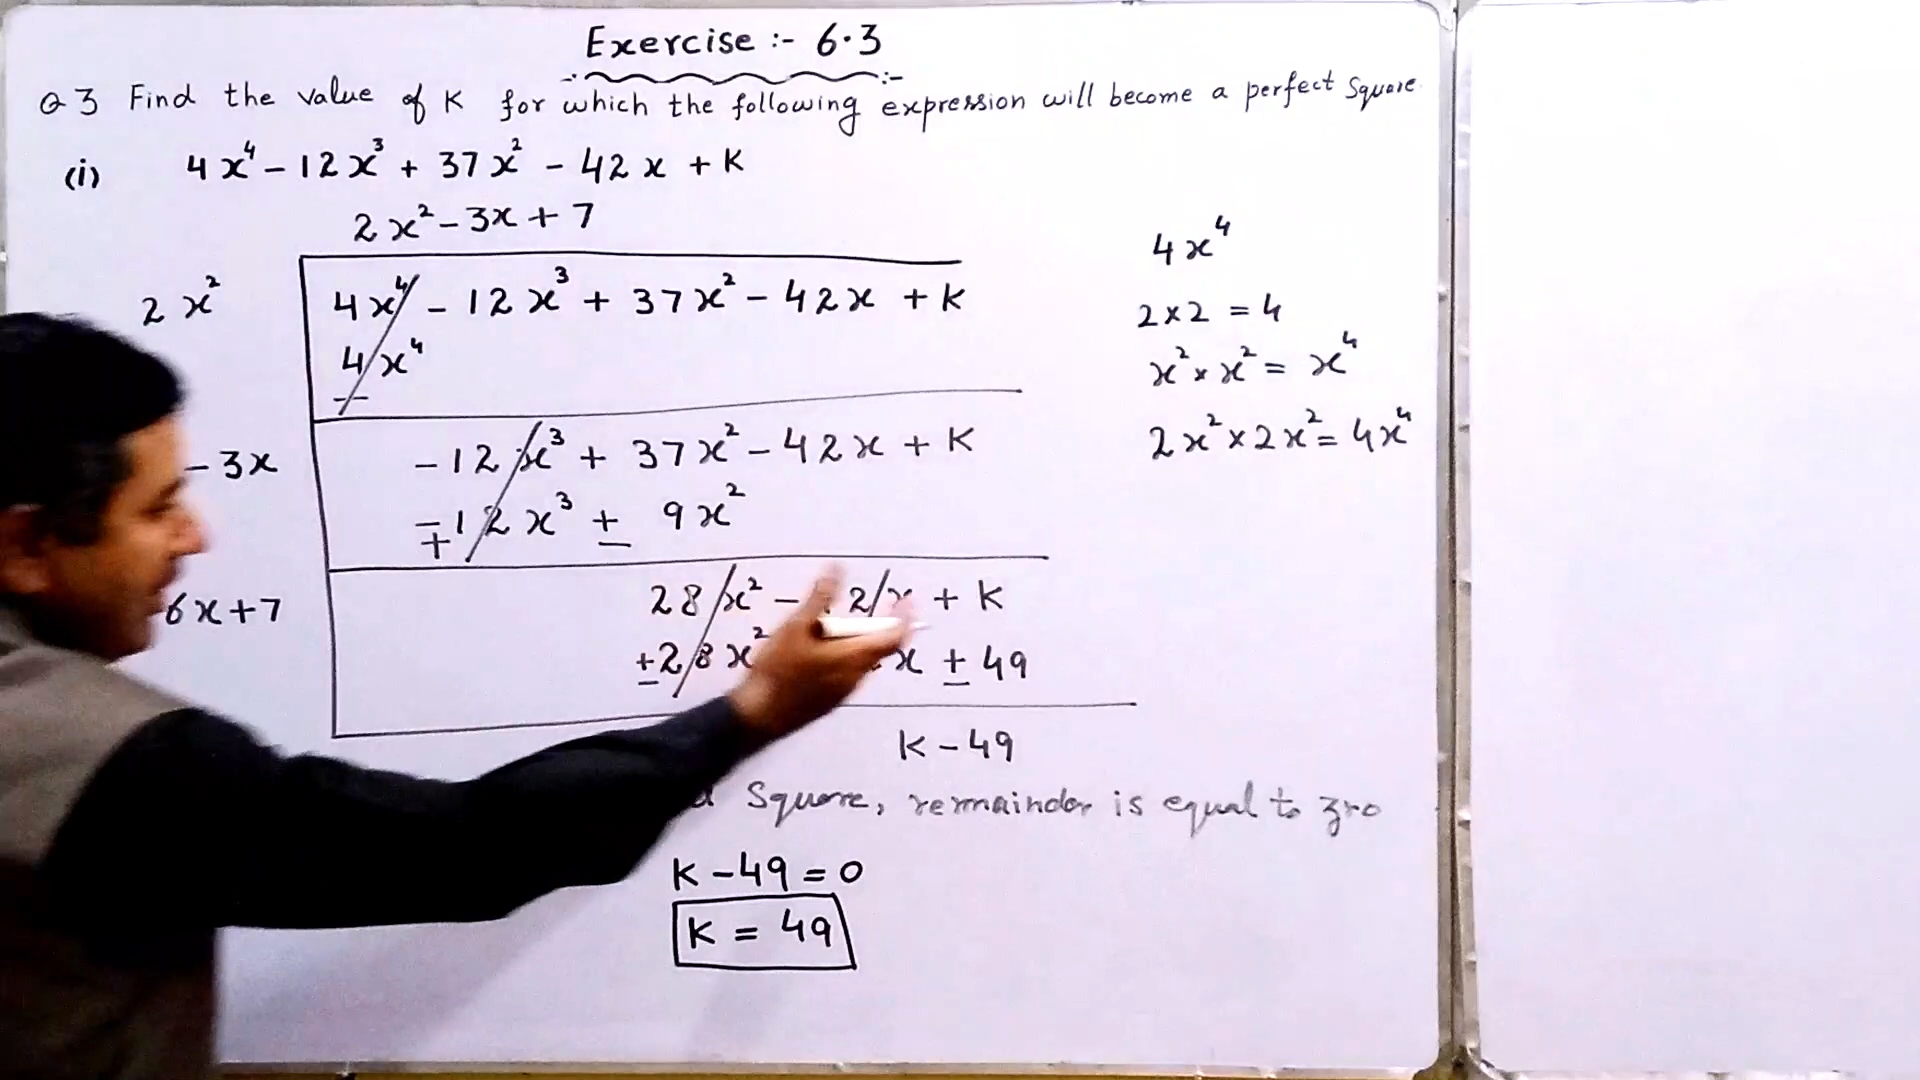 Exercise :- 6.3
Q3 Find the value of K for which the following expression will become a perfect Square.
(i) 4x⁴ - 12x³ + 37x² - 42x + K
2x² - 3x + 7
2x² 4x⁴ - 12x³ + 37x² - 42x + K
4x⁴
-
-3x -12x³ + 37x² - 42x + K
-12x³ + 9x²
+ -
6x+7 28x² - 2x + K
+28x² x + 49
- -
K - 49
Square, remainder is equal to zro
K - 49 = 0
K = 49
4x⁴
2×2 = 4
x² × x² = x⁴
2x² × 2x² = 4x⁴